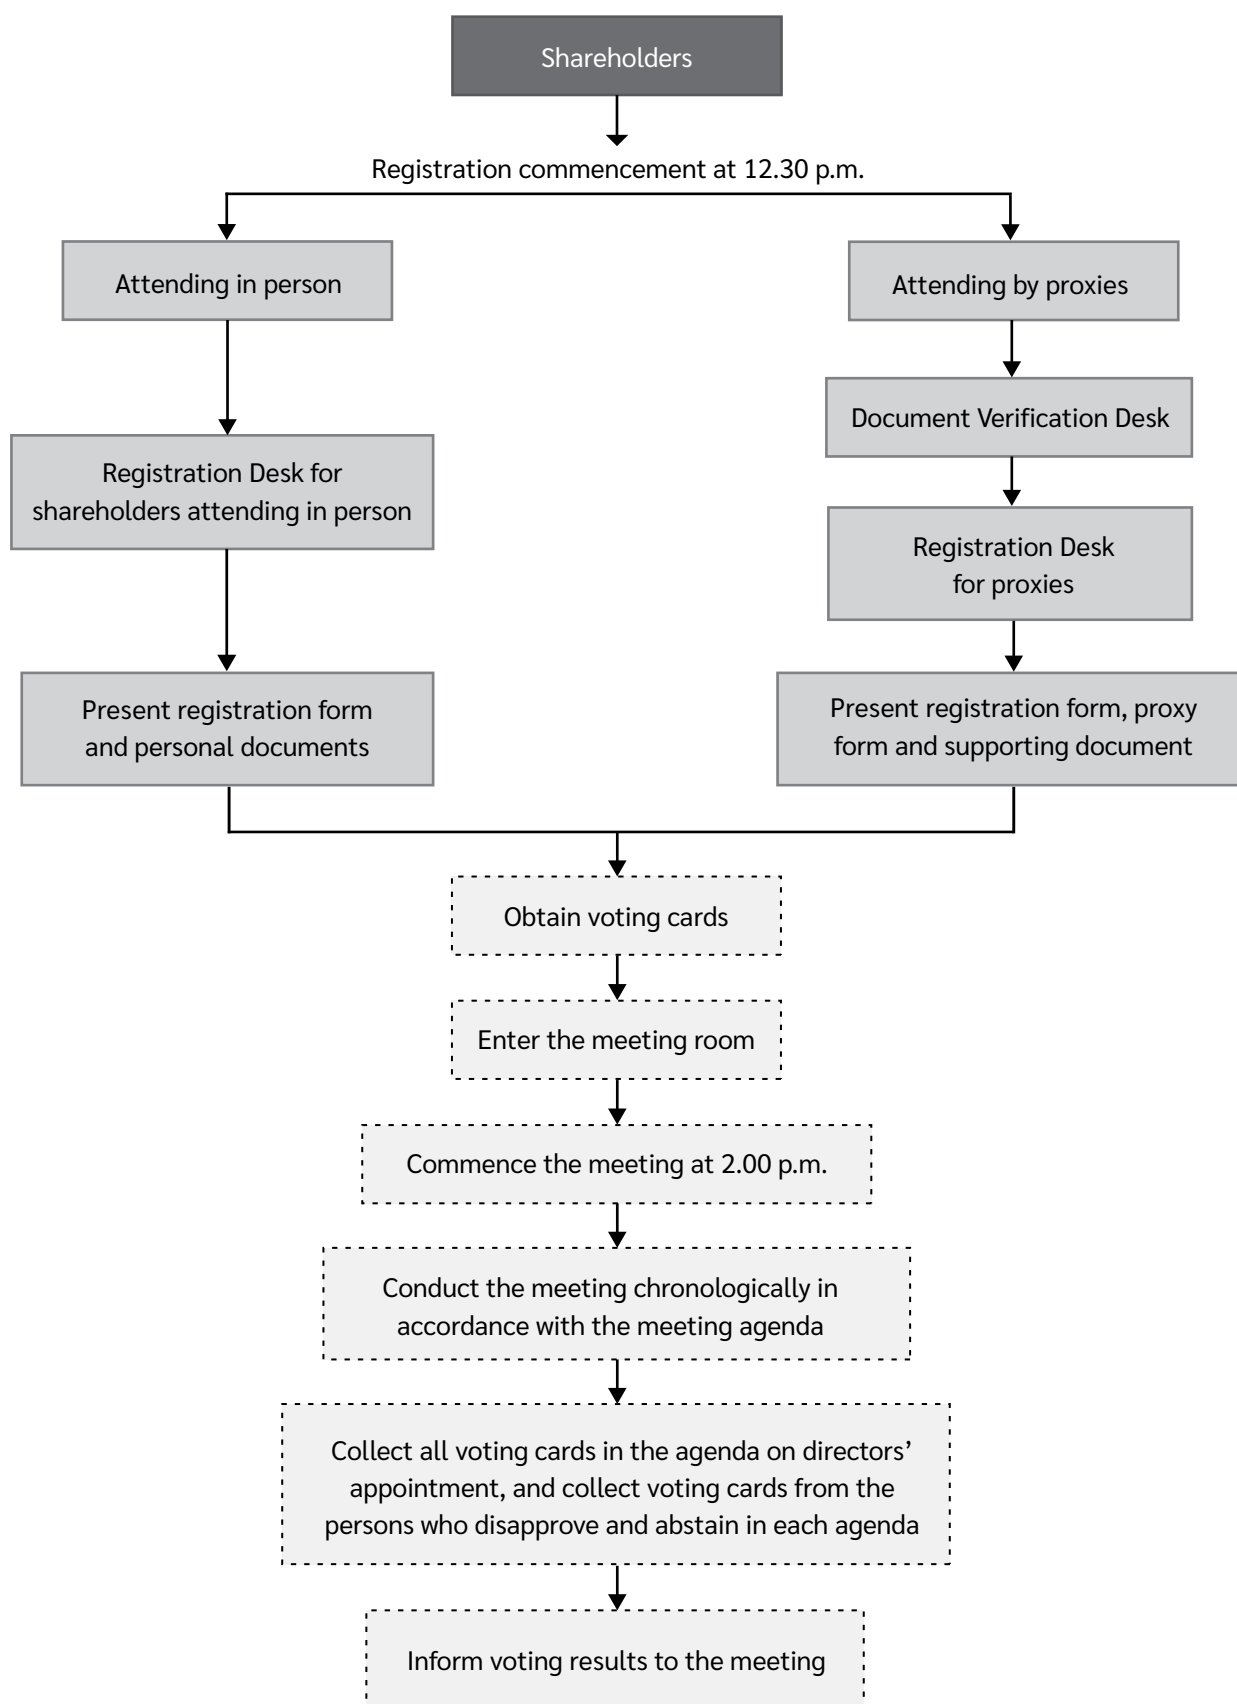 Shareholders
Registration commencement at 12.30 p.m.
Attending in person
Attending by proxies
Document Verification Desk
Registration Desk for
shareholders attending in person
Registration Desk
for proxies
Present registration form
and personal documents
Present registration form, proxy
form and supporting document
Obtain voting cards
Enter the meeting room
Commence the meeting at 2.00 p.m.
Conduct the meeting chronologically in
accordance with the meeting agenda
Collect all voting cards in the agenda on directors’
appointment, and collect voting cards from the
persons who disapprove and abstain in each agenda
Inform voting results to the meeting